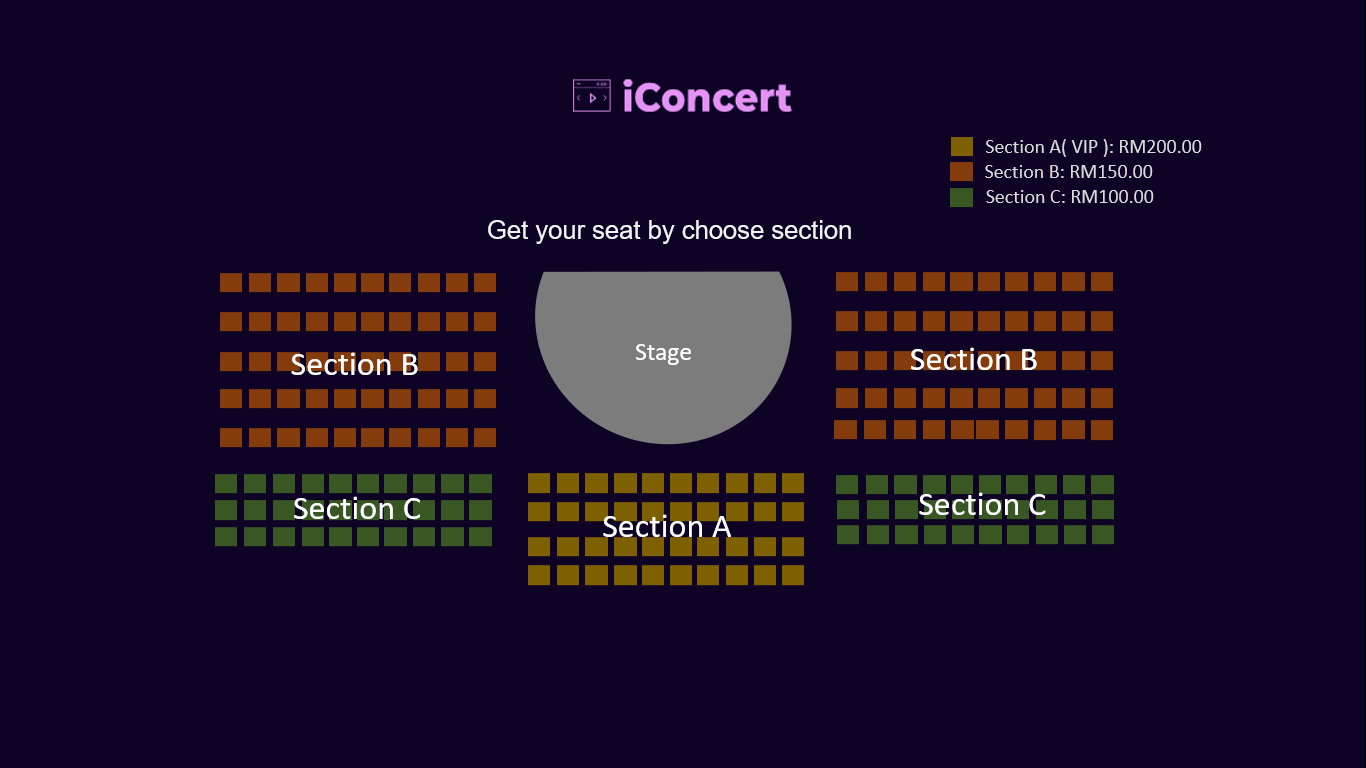 iConcert
Section A( VIP ): RM200.00
Section B: RM150.00
Section C: RM100.00
Get your seat by choose section
Stage
Section B
Section B
Section C
Section A
Section C